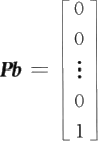 Pb = [ 0
0
⋮
0
1 ]